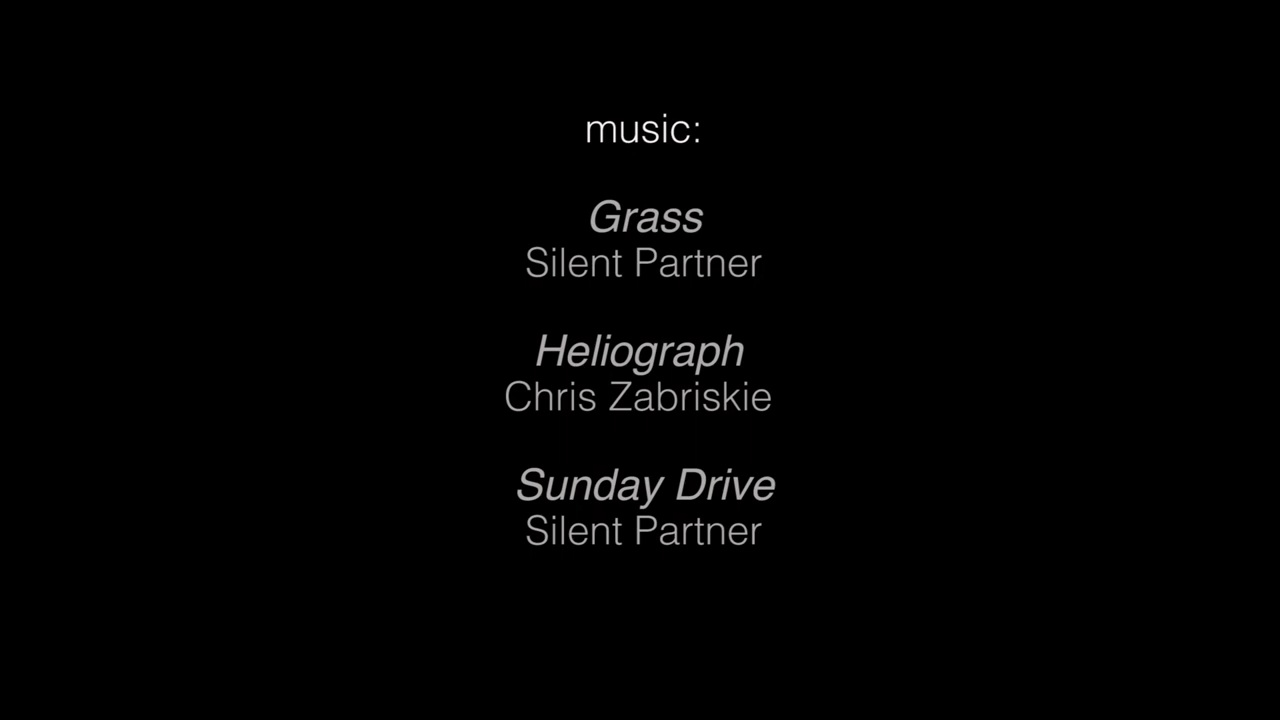 music:
Grass
Silent Partner
Heliograph
Chris Zabriskie
Sunday Drive
Silent Partner